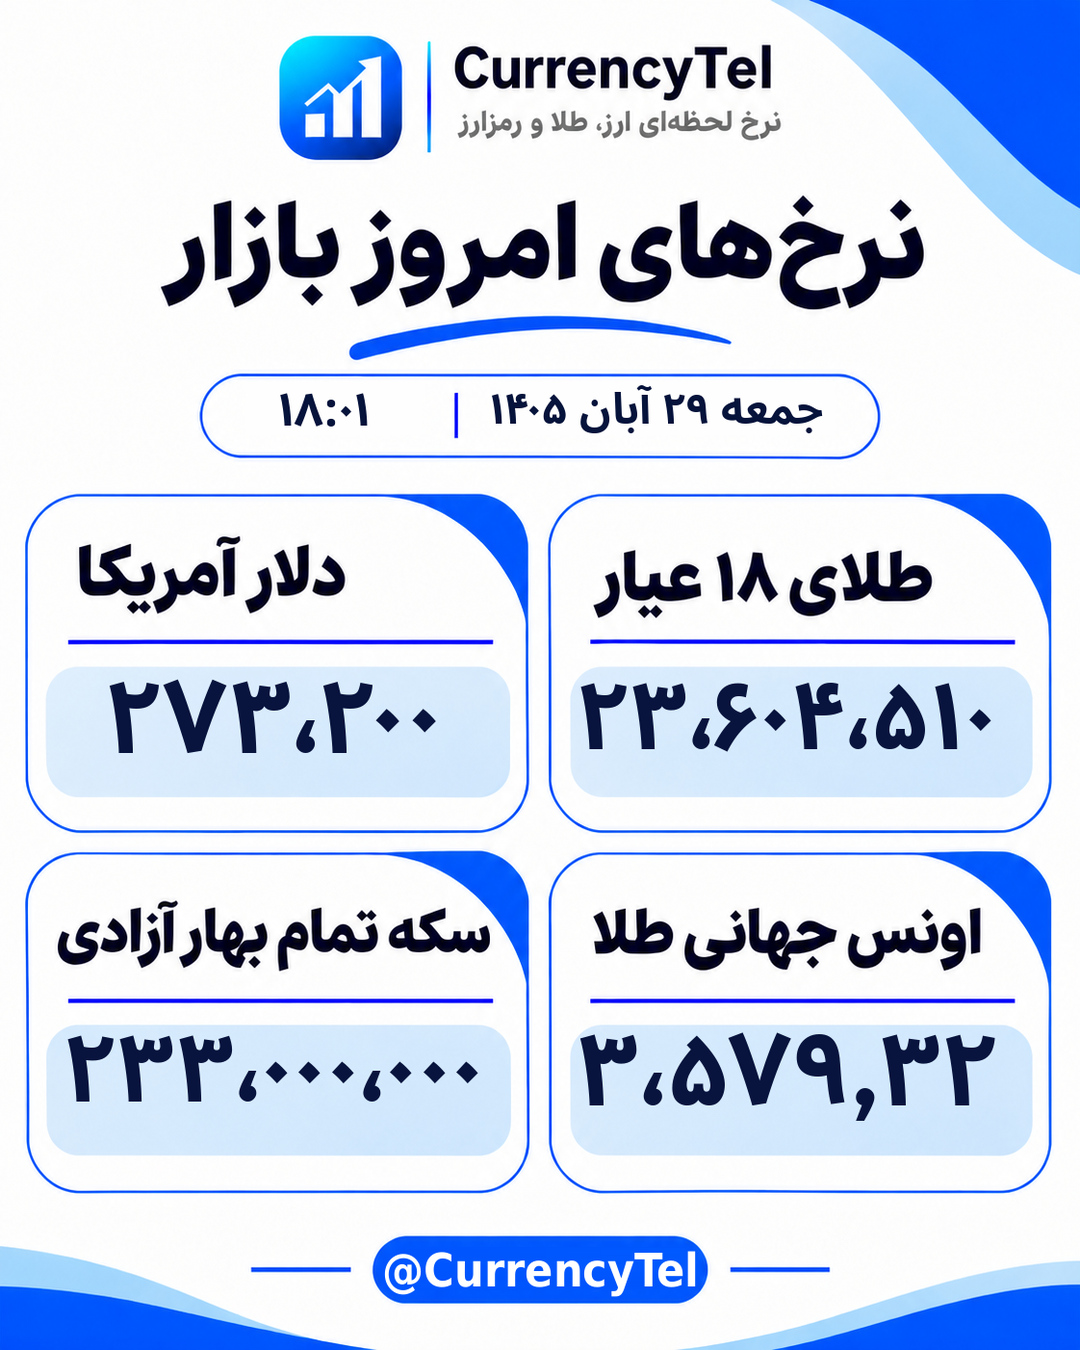 CurrencyTel
نرخ لحظه‌ای ارز، طلا و رمزارز
نرخ‌های امروز بازار
جمعه ۲۹ آبان ۱۴۰۵ | ۱۸:۰۱
طلای ۱۸ عیار
۲۳،۶۰۴،۵۱۰
دلار آمریکا
۲۷۳،۲۰۰
اونس جهانی طلا
۳،۵۷۹٫۳۲
سکه تمام بهار آزادی
۲۳۳،۰۰۰،۰۰۰
@CurrencyTel